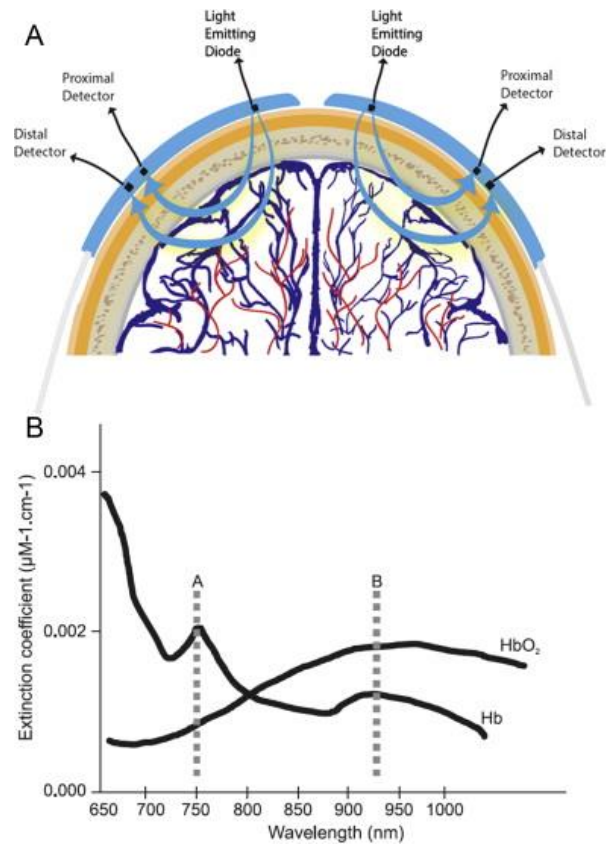 A
Light
Emitting
Diode
Light
Emitting
Diode
Proximal
Detector
Proximal
Detector
Distal
Detector
Distal
Detector
B
Extinction coefficient (µM-1.cm-1)
0.004
0.002
0.000
A
B
HbO₂
Hb
650 700 750 800 850 900 950 1000
Wavelength (nm)